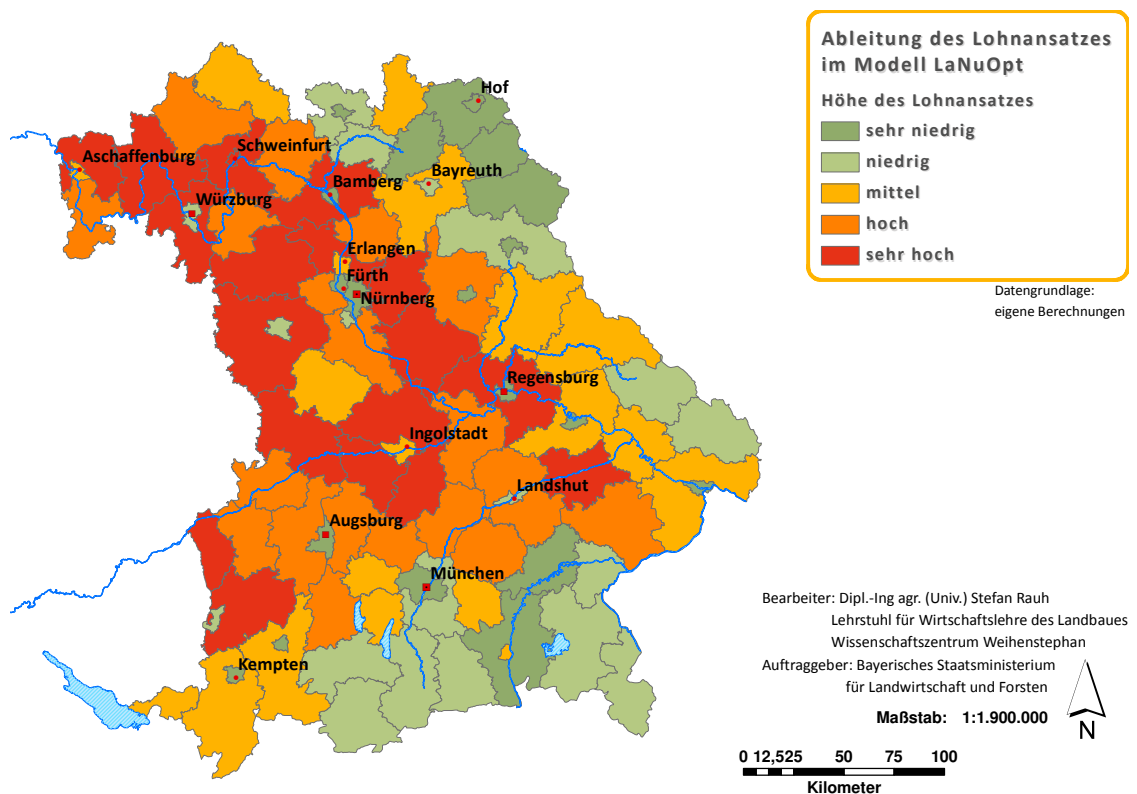 Ableitung des Lohnansatzes
im Modell LaNuOpt
Höhe des Lohnansatzes
sehr niedrig
niedrig
mittel
hoch
sehr hoch
Datengrundlage:
eigene Berechnungen
Hof
Schweinfurt
Aschaffenburg
Bayreuth
Bamberg
Würzburg
Erlangen
Fürth
Nürnberg
Regensburg
Ingolstadt
Landshut
Augsburg
München
Kempten
Bearbeiter: Dipl.-Ing agr. (Univ.) Stefan Rauh
Lehrstuhl für Wirtschaftslehre des Landbaues
Wissenschaftszentrum Weihenstephan
Auftraggeber: Bayerisches Staatsministerium
für Landwirtschaft und Forsten
Maßstab: 1:1.900.000
N
0 12,525 50 75 100
Kilometer